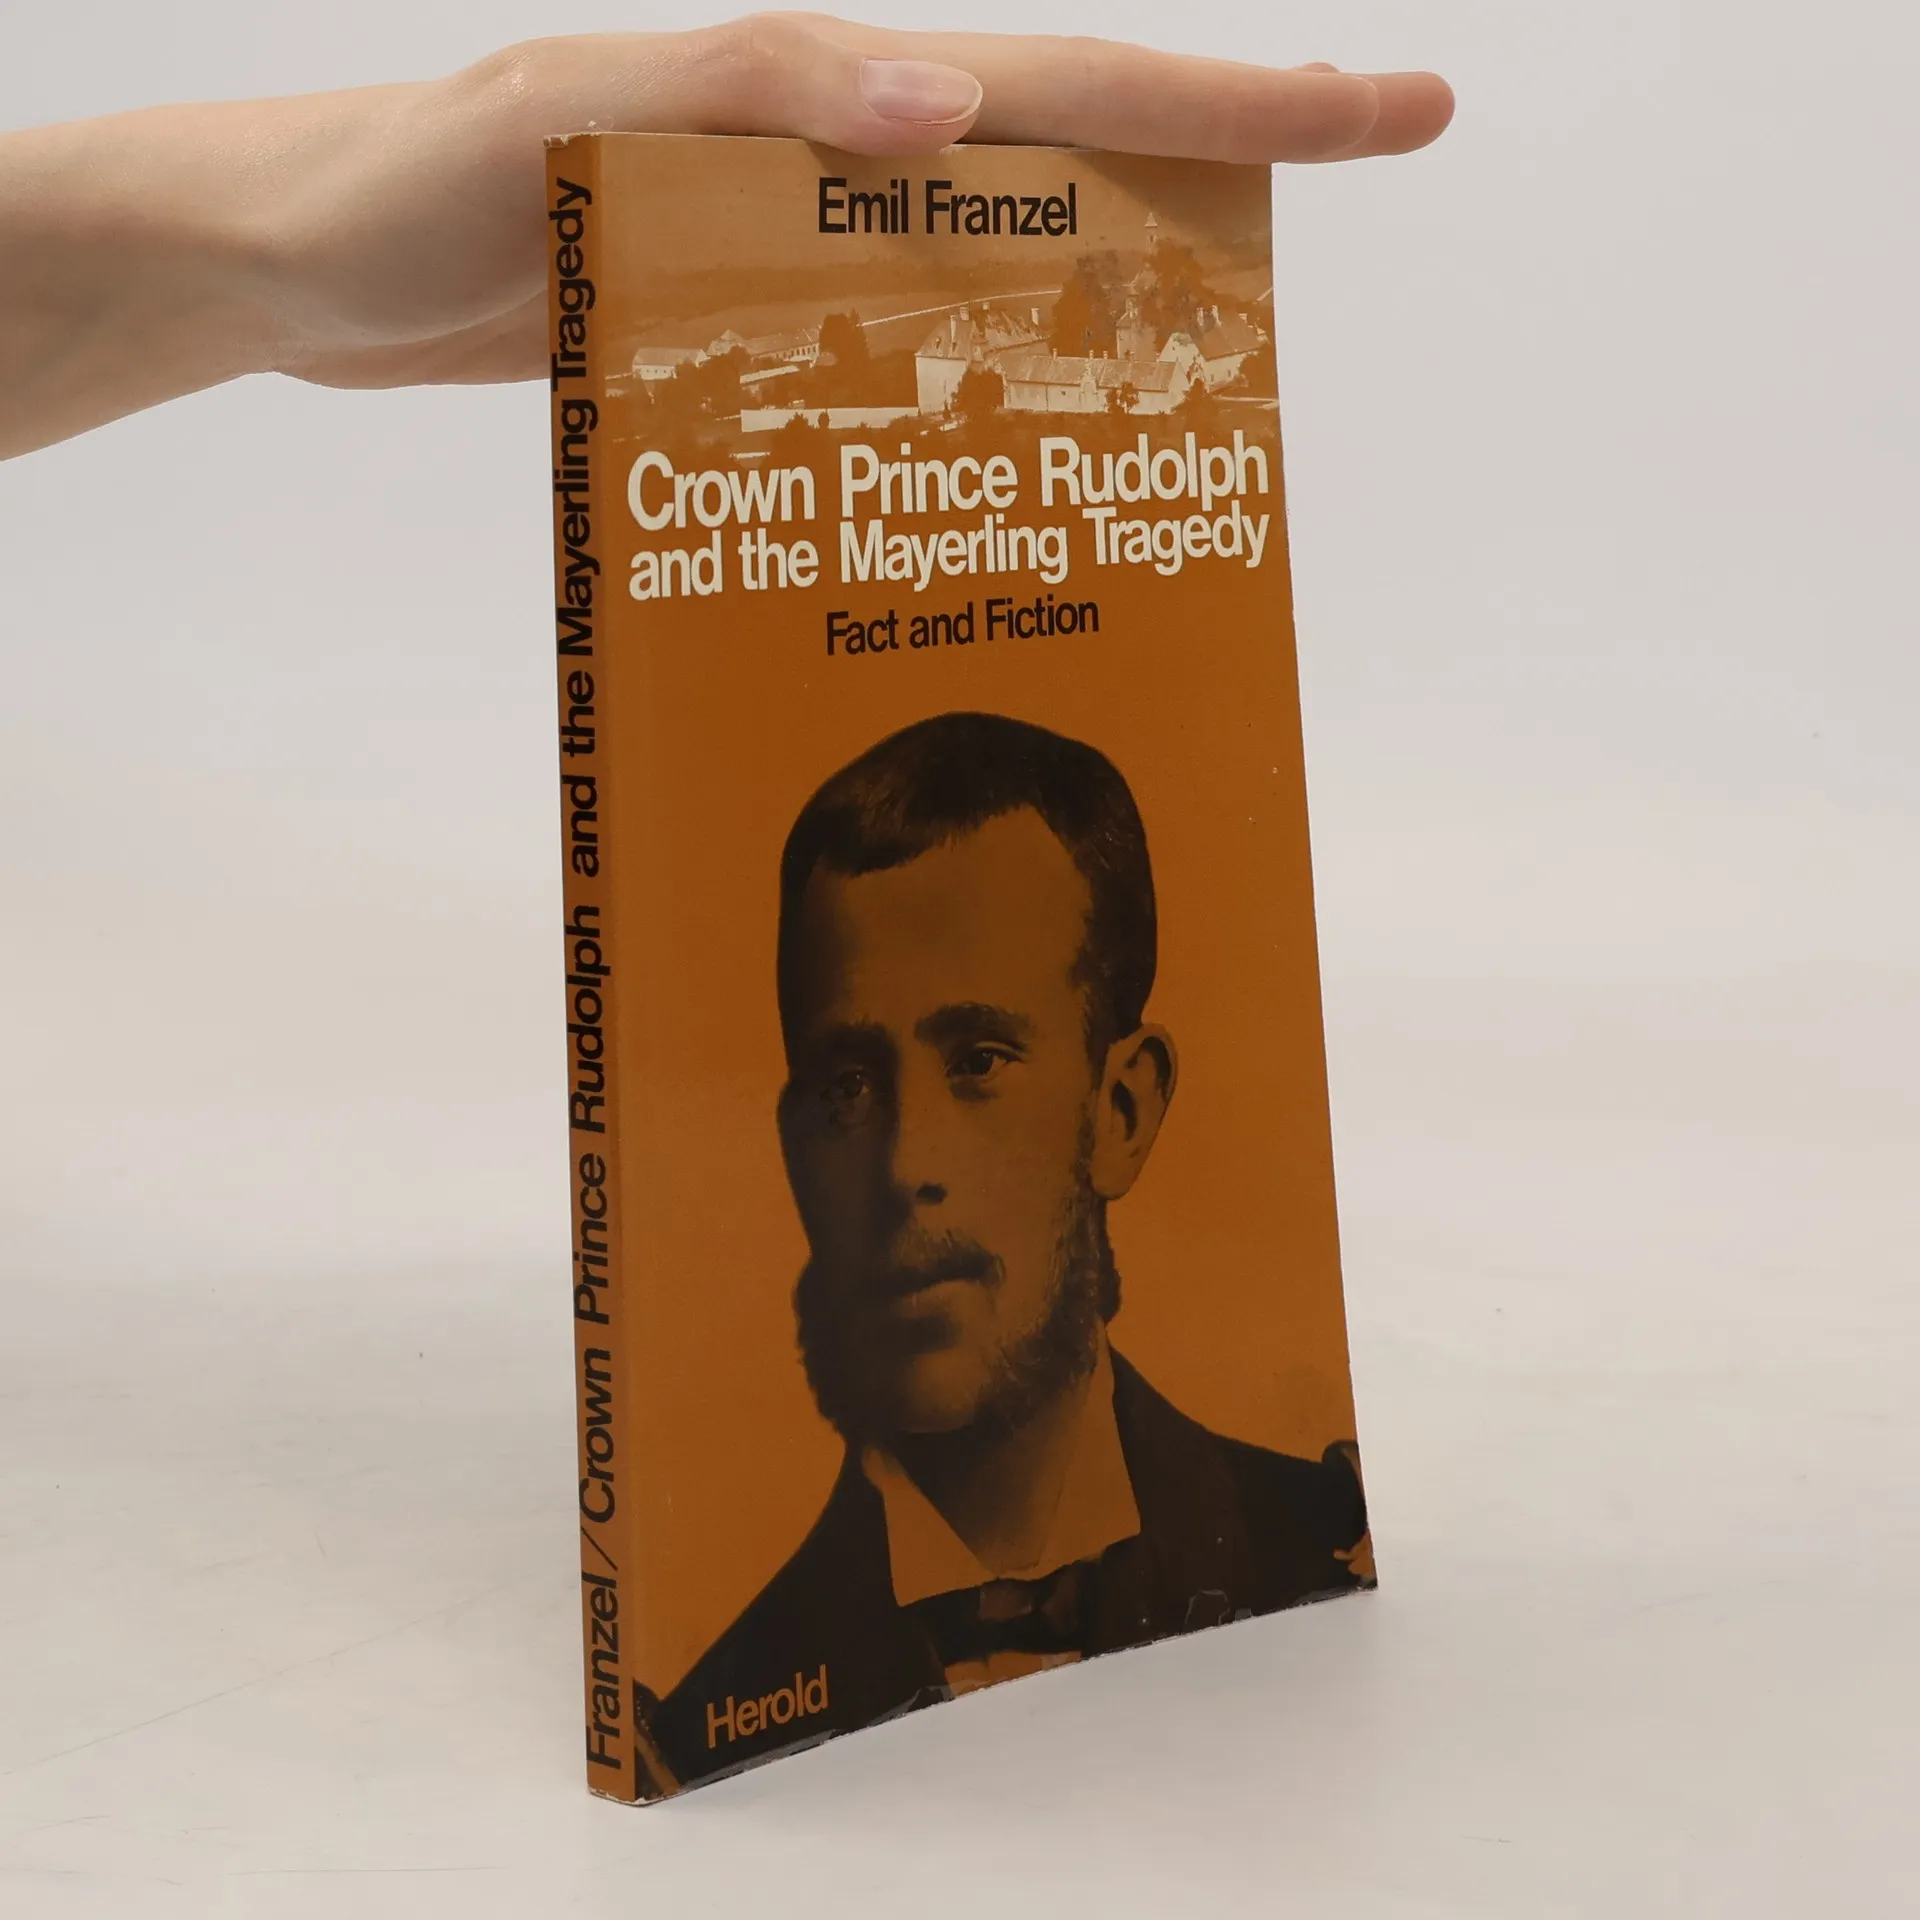 Emil Franzel
Crown Prince Rudolph
and the Mayerling Tragedy
Fact and Fiction
Herold
Franzel / Crown Prince Rudolph and the Mayerling Tragedy